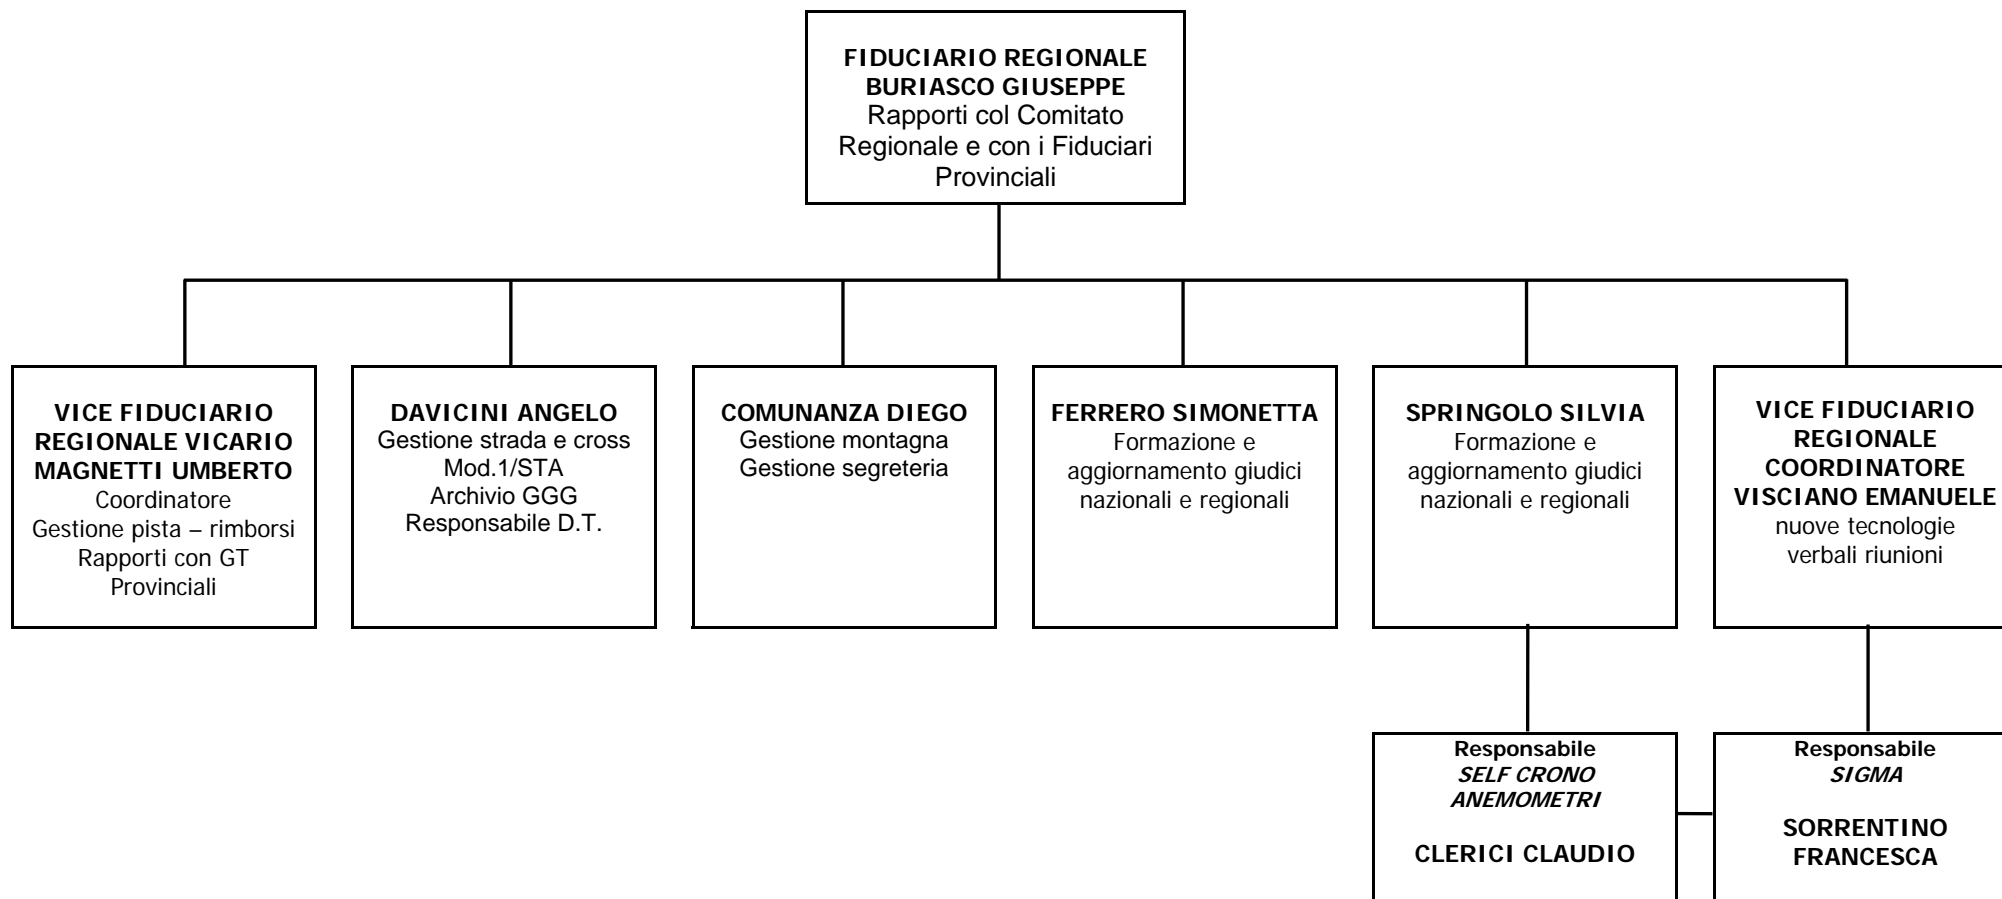 FIDUCIARIO REGIONALE
BURIASCO GIUSEPPE
Rapporti col Comitato
Regionale e con i Fiduciari
Provinciali
VICE FIDUCIARIO
REGIONALE VICARIO
MAGNETTI UMBERTO
Coordinatore
Gestione pista – rimborsi
Rapporti con GT
Provinciali
DAVICINI ANGELO
Gestione strada e cross
Mod.1/STA
Archivio GGG
Responsabile D.T.
COMUNANZA DIEGO
Gestione montagna
Gestione segreteria
FERRERO SIMONETTA
Formazione e
aggiornamento giudici
nazionali e regionali
SPRINGOLO SILVIA
Formazione e
aggiornamento giudici
nazionali e regionali
VICE FIDUCIARIO
REGIONALE
COORDINATORE
VISCIANO EMANUELE
nuove tecnologie
verbali riunioni
Responsabile
SELF CRONO
ANEMOMETRI
CLERICI CLAUDIO
Responsabile
SIGMA
SORRENTINO
FRANCESCA